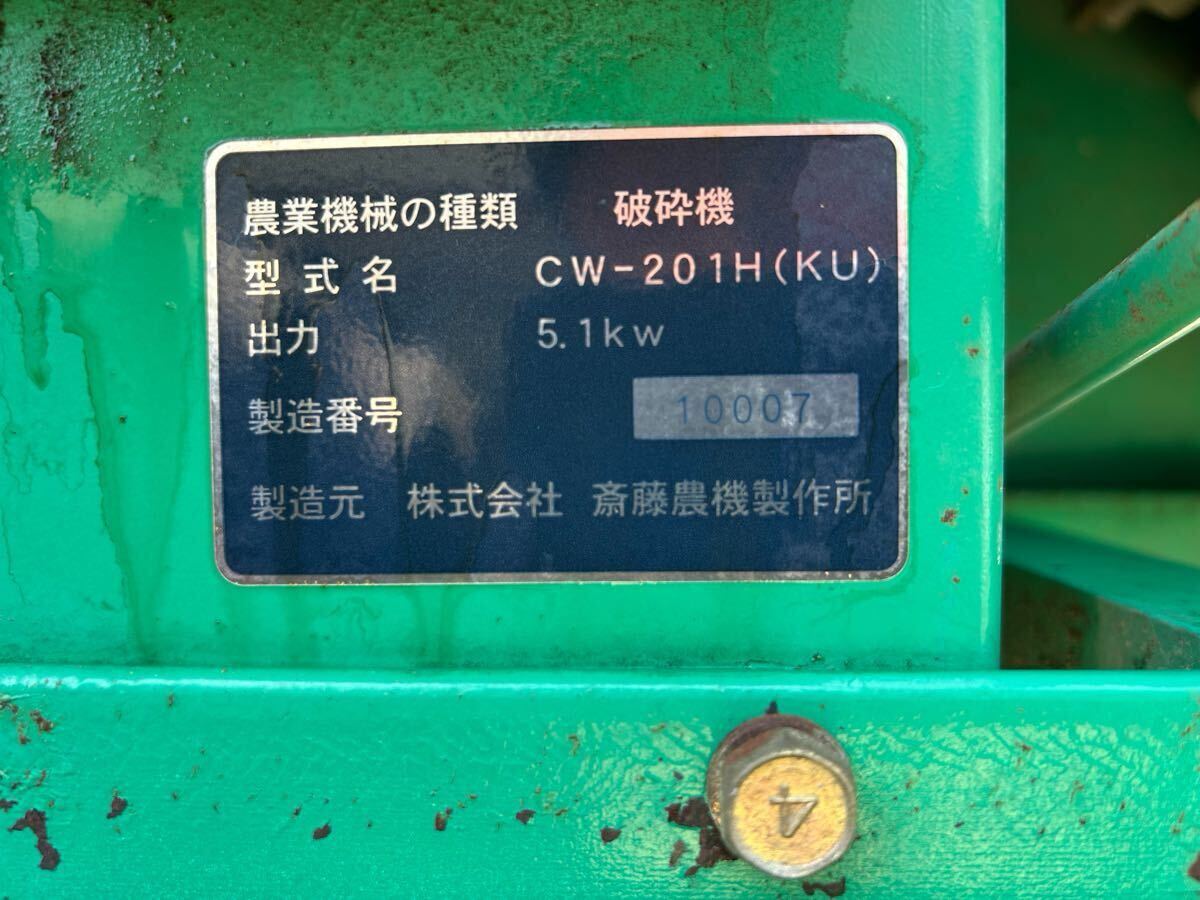 農業機械の種類 破砕機
型式名 CW-201H(KU)
出力 5.1kw
製造番号 10007
製造元 株式会社 斎藤農機製作所
4